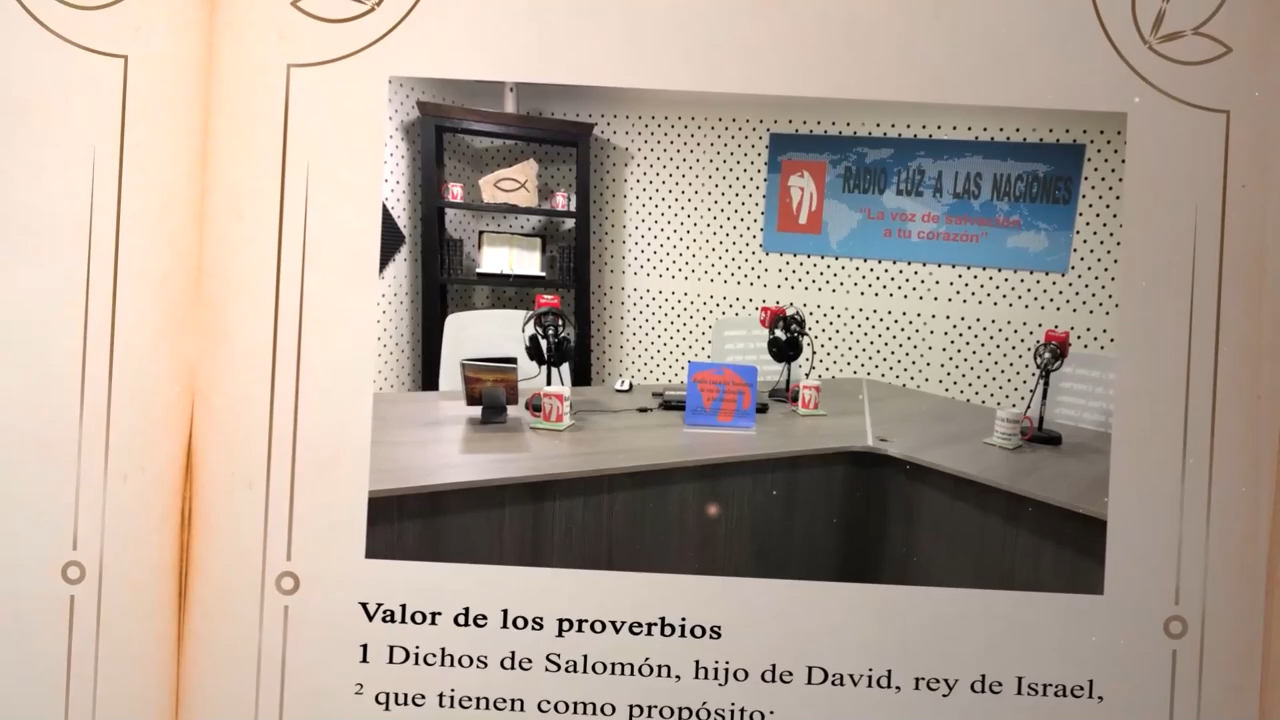 RADIO LUZ A LAS NACIONES
"La voz de salvación
a tu corazón"
Valor de los proverbios
1 Dichos de Salomón, hijo de David, rey de Israel,
2 que tienen como propósito: